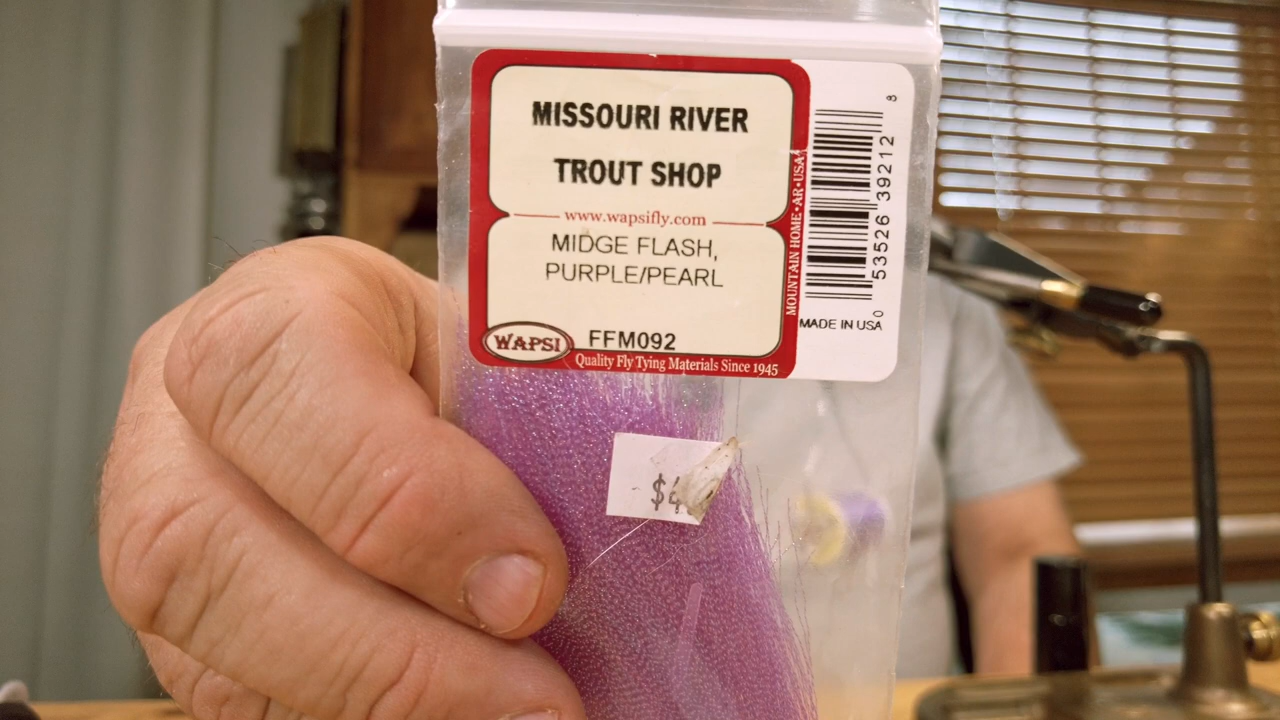 MISSOURI RIVER
TROUT SHOP
www.wapsifly.com
MIDGE FLASH,
PURPLE/PEARL
WAPSI
FFM092
Quality Fly Tying Materials Since 1945
MOUNTAIN HOME • AR • USA
0 53526 39212 8
MADE IN USA